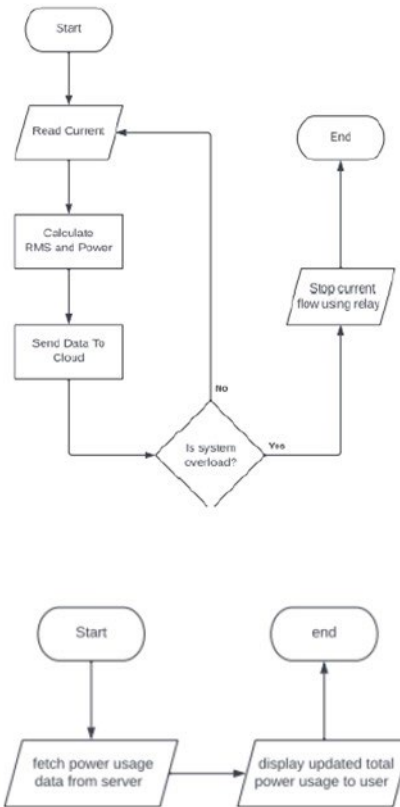 Start
Read Current
End
Calculate
RMS and Power
Stop current
flow using relay
Send Data To
Cloud
No
Is system
overload?
Yes
Start
end
fetch power usage
data from server
display updated total
power usage to user